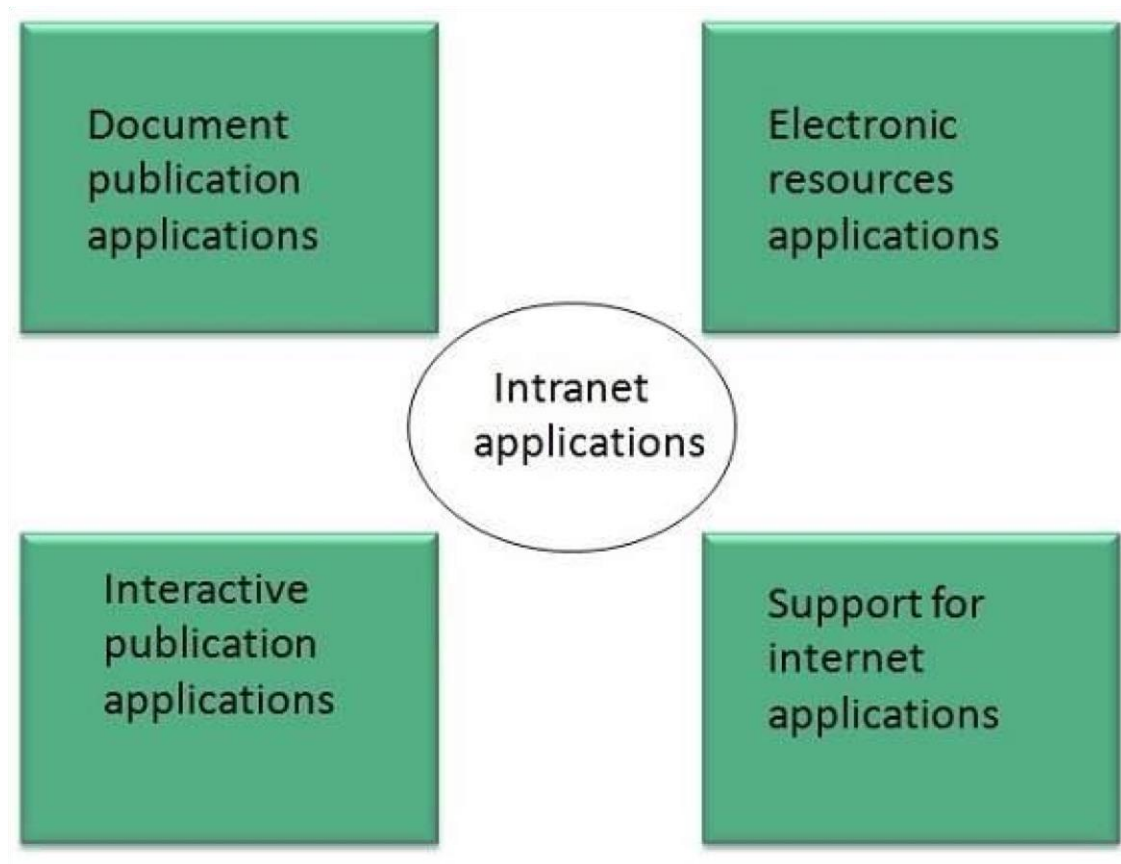 Document
publication
applications
Electronic
resources
applications
Intranet
applications
Interactive
publication
applications
Support for
internet
applications